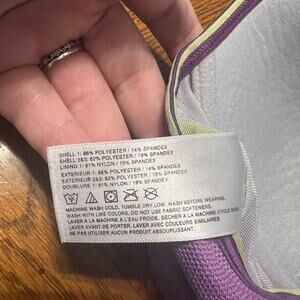 SHELL 1: 86% POLYESTER / 14% SPANDEX
SHELL 2&3: 82% POLYESTER / 18% SPANDEX
LINING 1: 81% NYLON / 19% SPANDEX
EXTERIEUR 1: 86% POLYESTER / 14% SPANDEX
EXTERIEUR 2&3: 82% POLYESTER / 18% SPANDEX
DOUBLURE 1: 81% NYLON / 19% SPANDEX
MACHINE WASH COLD. TUMBLE DRY LOW. WASH BEFORE WEARING.
WASH WITH LIKE COLORS. DO NOT USE FABRIC SOFTENERS.
LAVER A L'EAU FROIDE. SECHER A LA MACHINE CYCLE
LAVER AVANT DE PORTER. LAVER AVEC COULEURS SIMILAIRES.
NE PAS UTILISER AUCUN ASSOUPLISSANT.